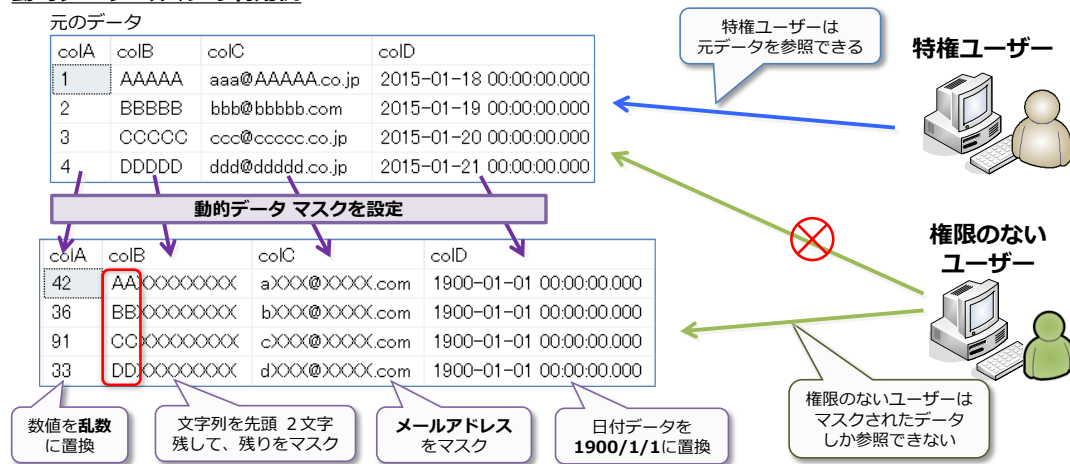 元のデータ
colA colB colC colD
1 AAAAA aaa@AAAAA.co.jp 2015-01-18 00:00:00.000
2 BBBBB bbb@bbbbb.com 2015-01-19 00:00:00.000
3 CCCCC ccc@ccccc.co.jp 2015-01-20 00:00:00.000
4 DDDDD ddd@ddddd.co.jp 2015-01-21 00:00:00.000
特権ユーザーは
元データを参照できる
特権ユーザー
動的データ マスクを設定
colA colB colC colD
42 AAXXXXXXXX aXXX@XXXX.com 1900-01-01 00:00:00.000
36 BBXXXXXXXX bXXX@XXXX.com 1900-01-01 00:00:00.000
91 CCXXXXXXXX cXXX@XXXX.com 1900-01-01 00:00:00.000
33 DDXXXXXXXX dXXX@XXXX.com 1900-01-01 00:00:00.000
権限のない
ユーザー
数値を乱数
に置換
文字列を先頭 2文字
残して、残りをマスク
メールアドレス
をマスク
日付データを
1900/1/1に置換
権限のないユーザーは
マスクされたデータ
しか参照できない